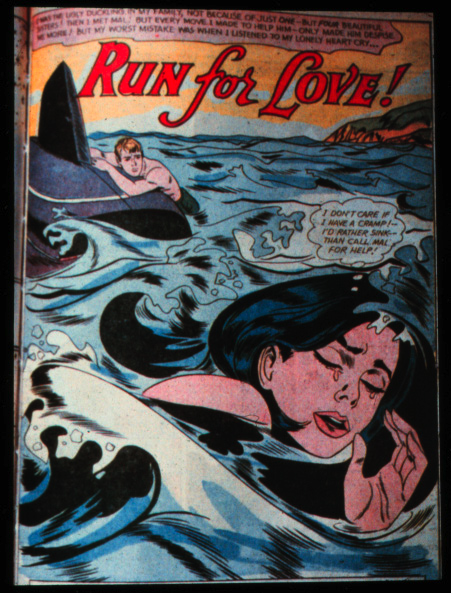 I WAS THE UGLY DUCKLING IN MY FAMILY, NOT BECAUSE OF JUST ONE - BUT FOUR BEAUTIFUL
SISTERS! THEN I MET MAL! BUT EVERY MOVE I MADE TO HELP HIM - ONLY MADE HIM DESPISE
ME MORE! BUT MY WORST MISTAKE WAS WHEN I LISTENED TO MY LONELY HEART CRY...
RUN for LOVE!
I DON'T CARE IF
I HAVE A CRAMP!--
I'D RATHER SINK--
THAN CALL MAL
FOR HELP!